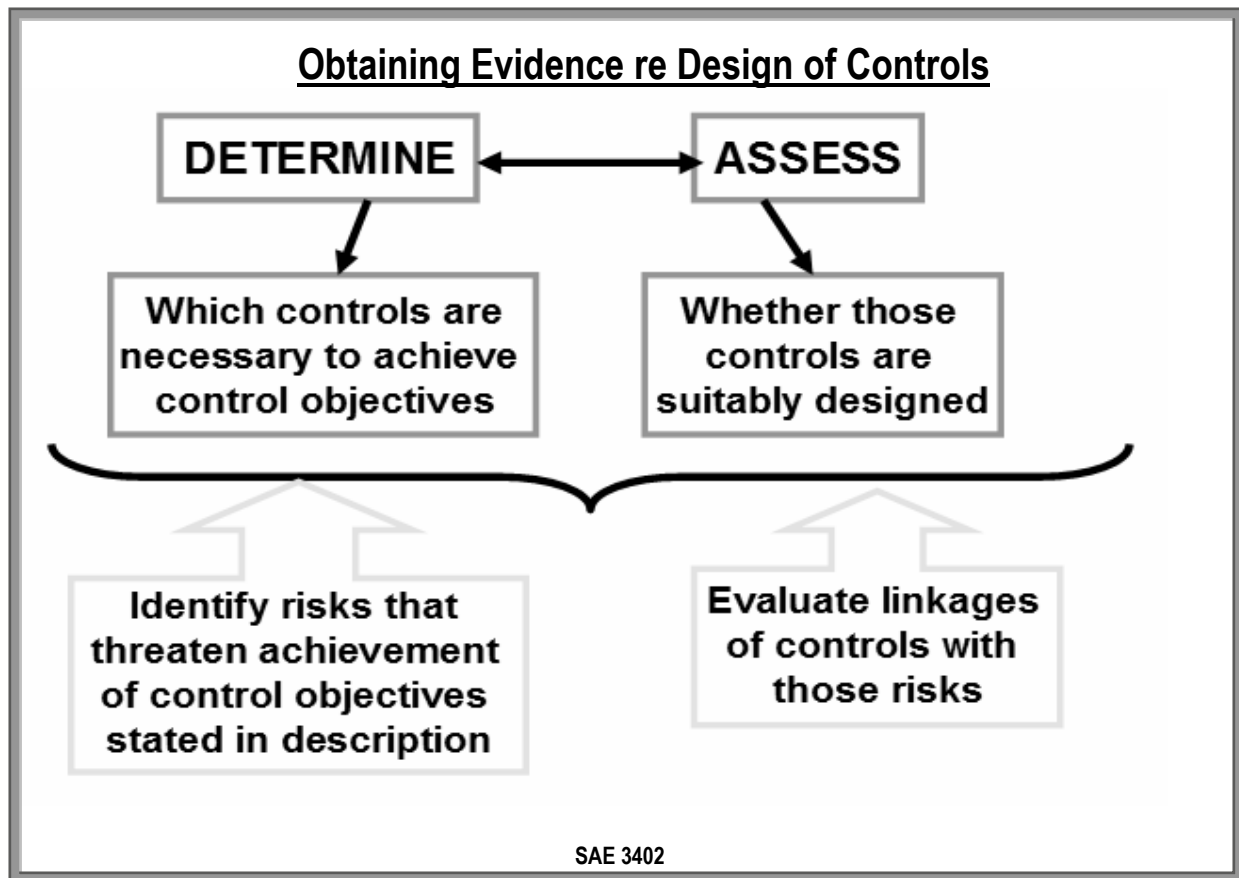 Obtaining Evidence re Design of Controls
DETERMINE
ASSESS
Which controls are
necessary to achieve
control objectives
Whether those
controls are
suitably designed
Identify risks that
threaten achievement
of control objectives
stated in description
Evaluate linkages
of controls with
those risks
SAE 3402